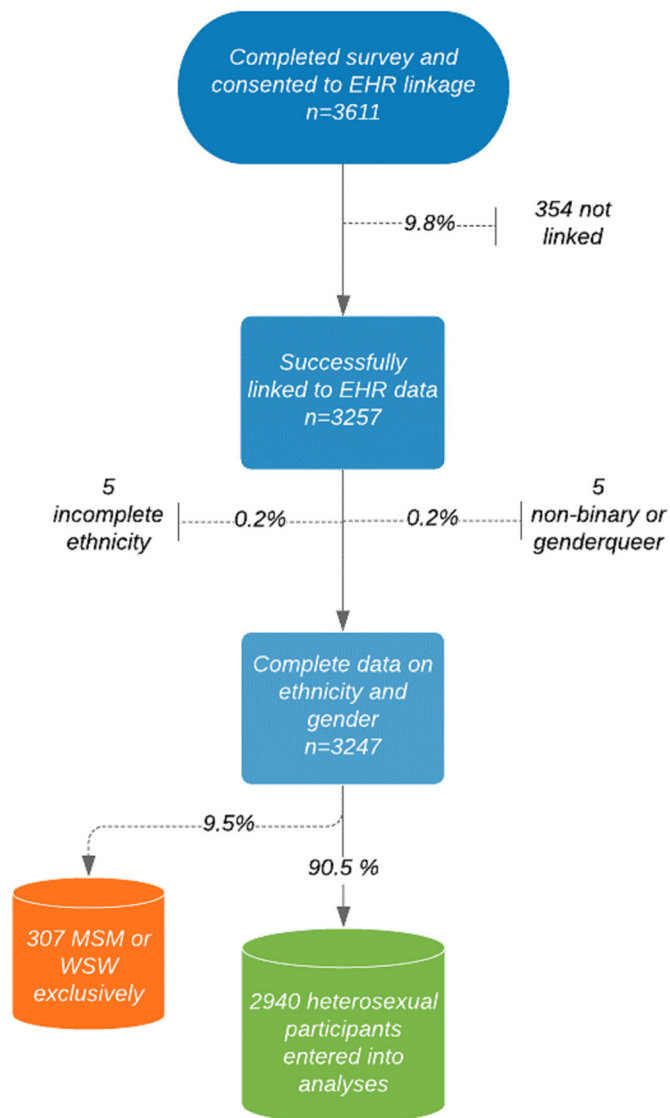 Completed survey and
consented to EHR linkage
n=3611
9.8%
354 not
linked
Successfully
linked to EHR data
n=3257
5
incomplete
ethnicity
0.2%
0.2%
5
non-binary or
genderqueer
Complete data on
ethnicity and
gender
n=3247
9.5%
90.5 %
307 MSM or
WSW
exclusively
2940 heterosexual
participants
entered into
analyses